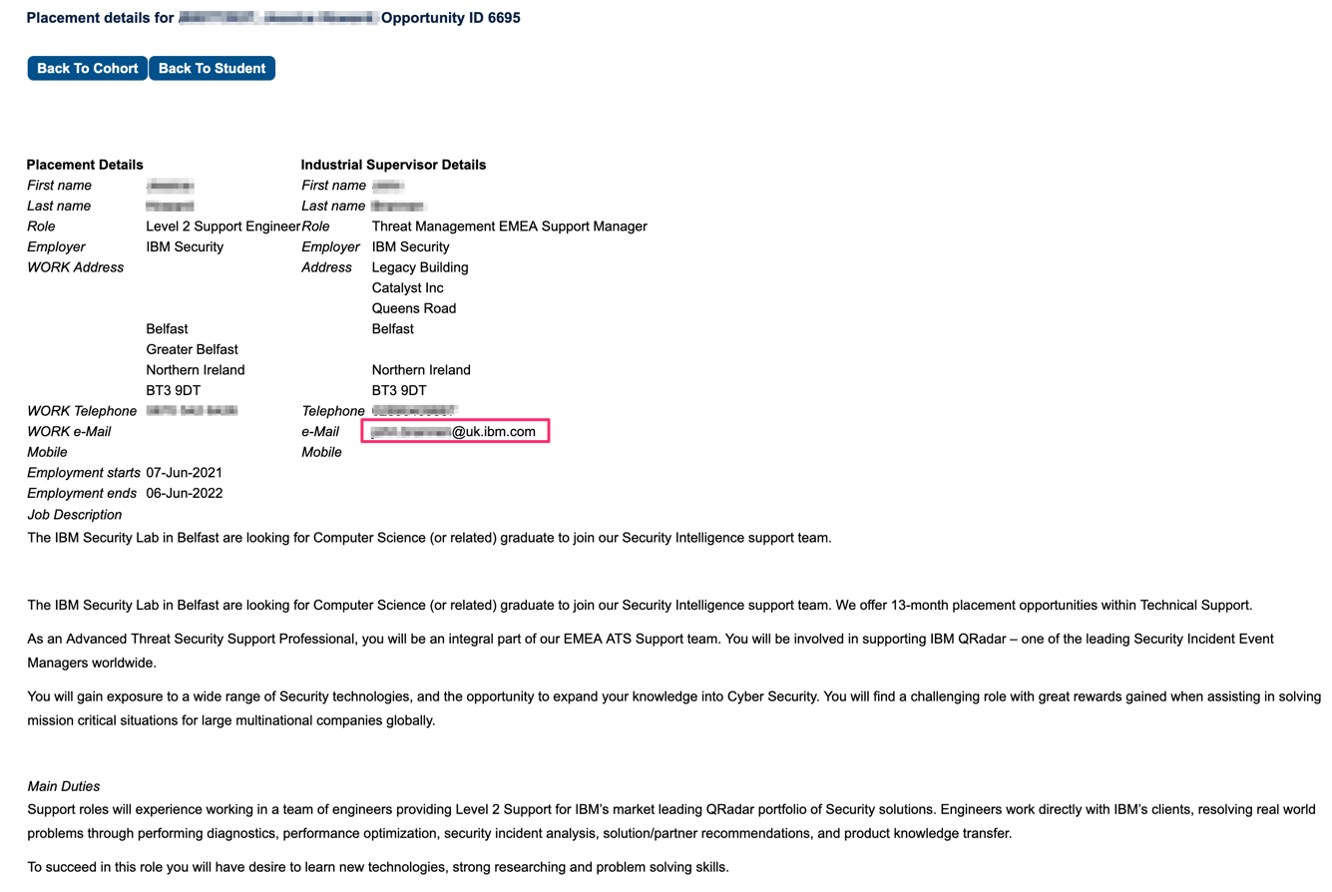 Placement details for Opportunity ID 6695
Back To Cohort Back To Student
Placement Details Industrial Supervisor Details
First name First name
Last name Last name
Role Level 2 Support Engineer Role Threat Management EMEA Support Manager
Employer IBM Security Employer IBM Security
WORK Address Address Legacy Building
Catalyst Inc
Queens Road
Belfast Belfast
Greater Belfast
Northern Ireland Northern Ireland
BT3 9DT BT3 9DT
WORK Telephone Telephone
WORK e-Mail e-Mail @uk.ibm.com
Mobile Mobile
Employment starts 07-Jun-2021
Employment ends 06-Jun-2022
Job Description
The IBM Security Lab in Belfast are looking for Computer Science (or related) graduate to join our Security Intelligence support team.
The IBM Security Lab in Belfast are looking for Computer Science (or related) graduate to join our Security Intelligence support team. We offer 13-month placement opportunities within Technical Support.
As an Advanced Threat Security Support Professional, you will be an integral part of our EMEA ATS Support team. You will be involved in supporting IBM QRadar – one of the leading Security Incident Event
Managers worldwide.
You will gain exposure to a wide range of Security technologies, and the opportunity to expand your knowledge into Cyber Security. You will find a challenging role with great rewards gained when assisting in solving
mission critical situations for large multinational companies globally.
Main Duties
Support roles will experience working in a team of engineers providing Level 2 Support for IBM's market leading QRadar portfolio of Security solutions. Engineers work directly with IBM's clients, resolving real world
problems through performing diagnostics, performance optimization, security incident analysis, solution/partner recommendations, and product knowledge transfer.
To succeed in this role you will have desire to learn new technologies, strong researching and problem solving skills.